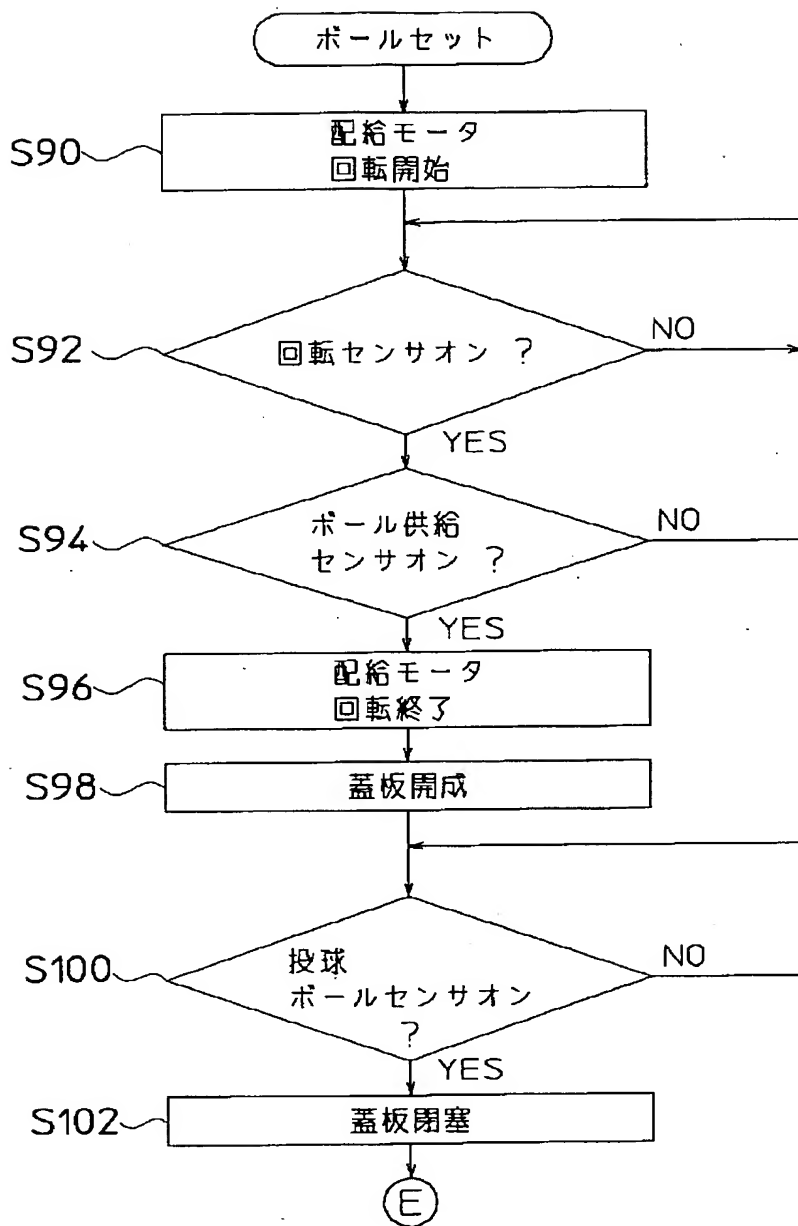 ボールセット
S90
配給モータ
回転開始
S92
回転センサオン ?
NO
YES
S94
ボール供給
センサオン ?
NO
YES
S96
配給モータ
回転終了
S98
蓋板開成
S100
投球
ボールセンサオン
?
NO
YES
S102
蓋板閉塞
E